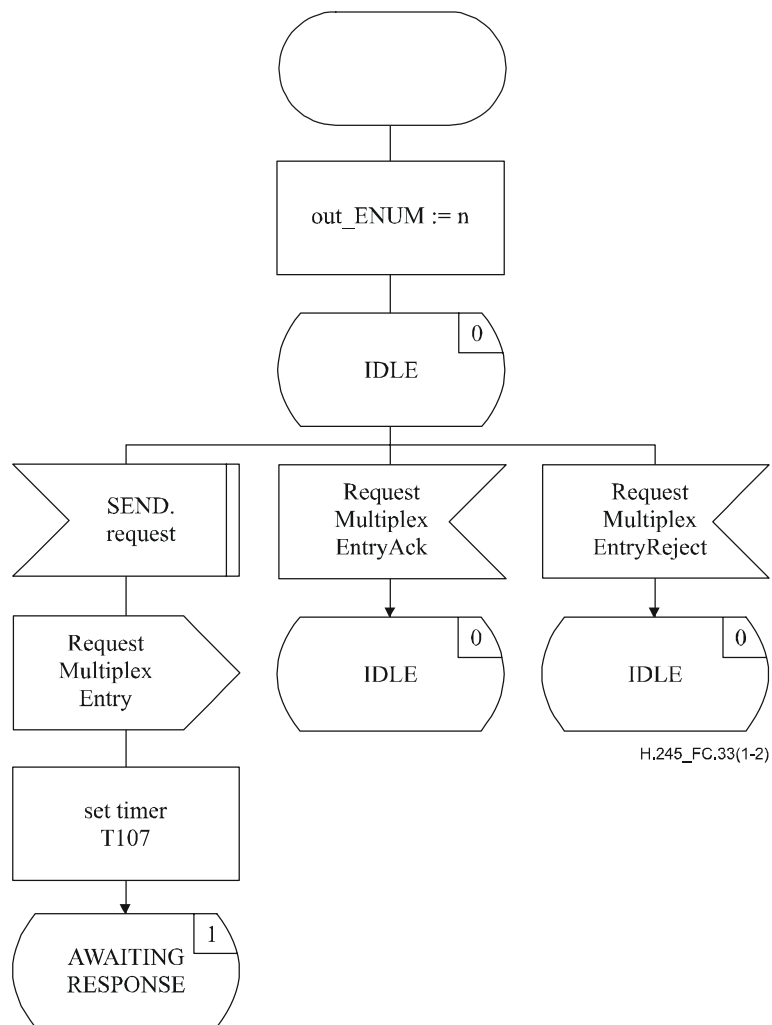 out_ENUM := n
0
IDLE
SEND.
request
Request
Multiplex
EntryAck
Request
Multiplex
EntryReject
Request
Multiplex
Entry
0
IDLE
0
IDLE
H.245_FC.33(1-2)
set timer
T107
1
AWAITING
RESPONSE